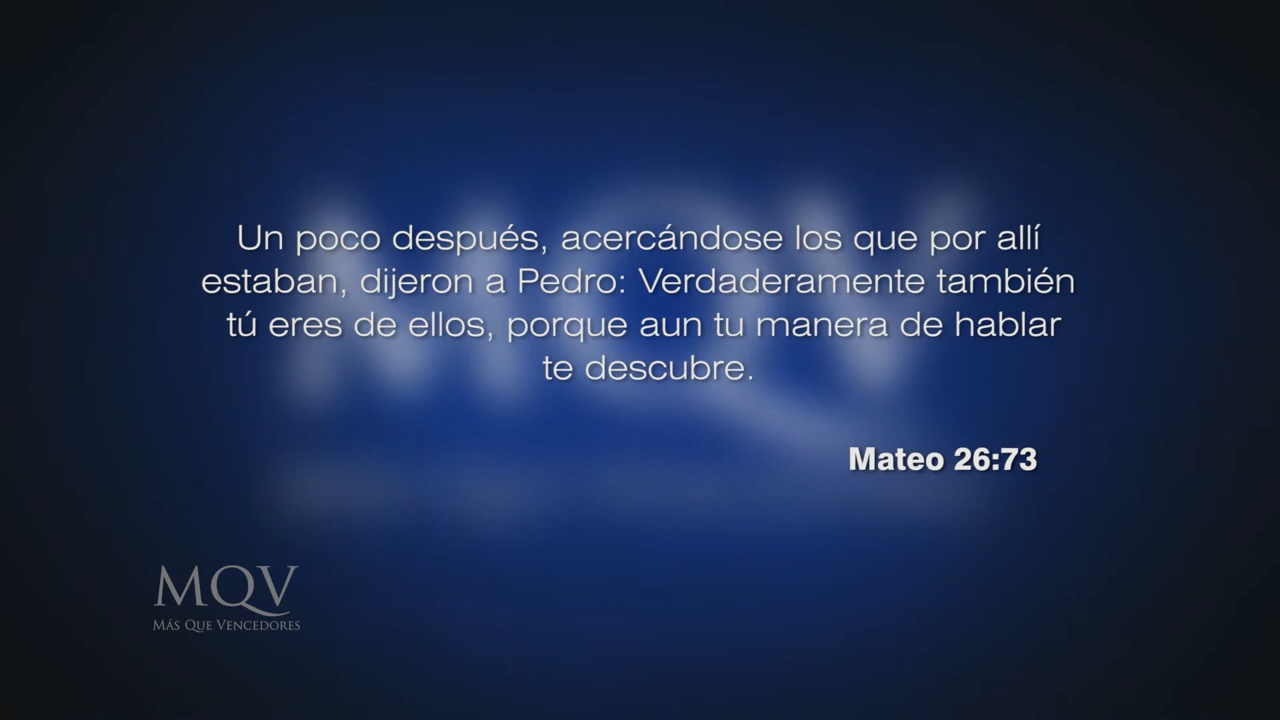 Un poco después, acercándose los que por allí
estaban, dijeron a Pedro: Verdaderamente también
tú eres de ellos, porque aun tu manera de hablar
te descubre.
Mateo 26:73
MQV
MÁS QUE VENCEDORES